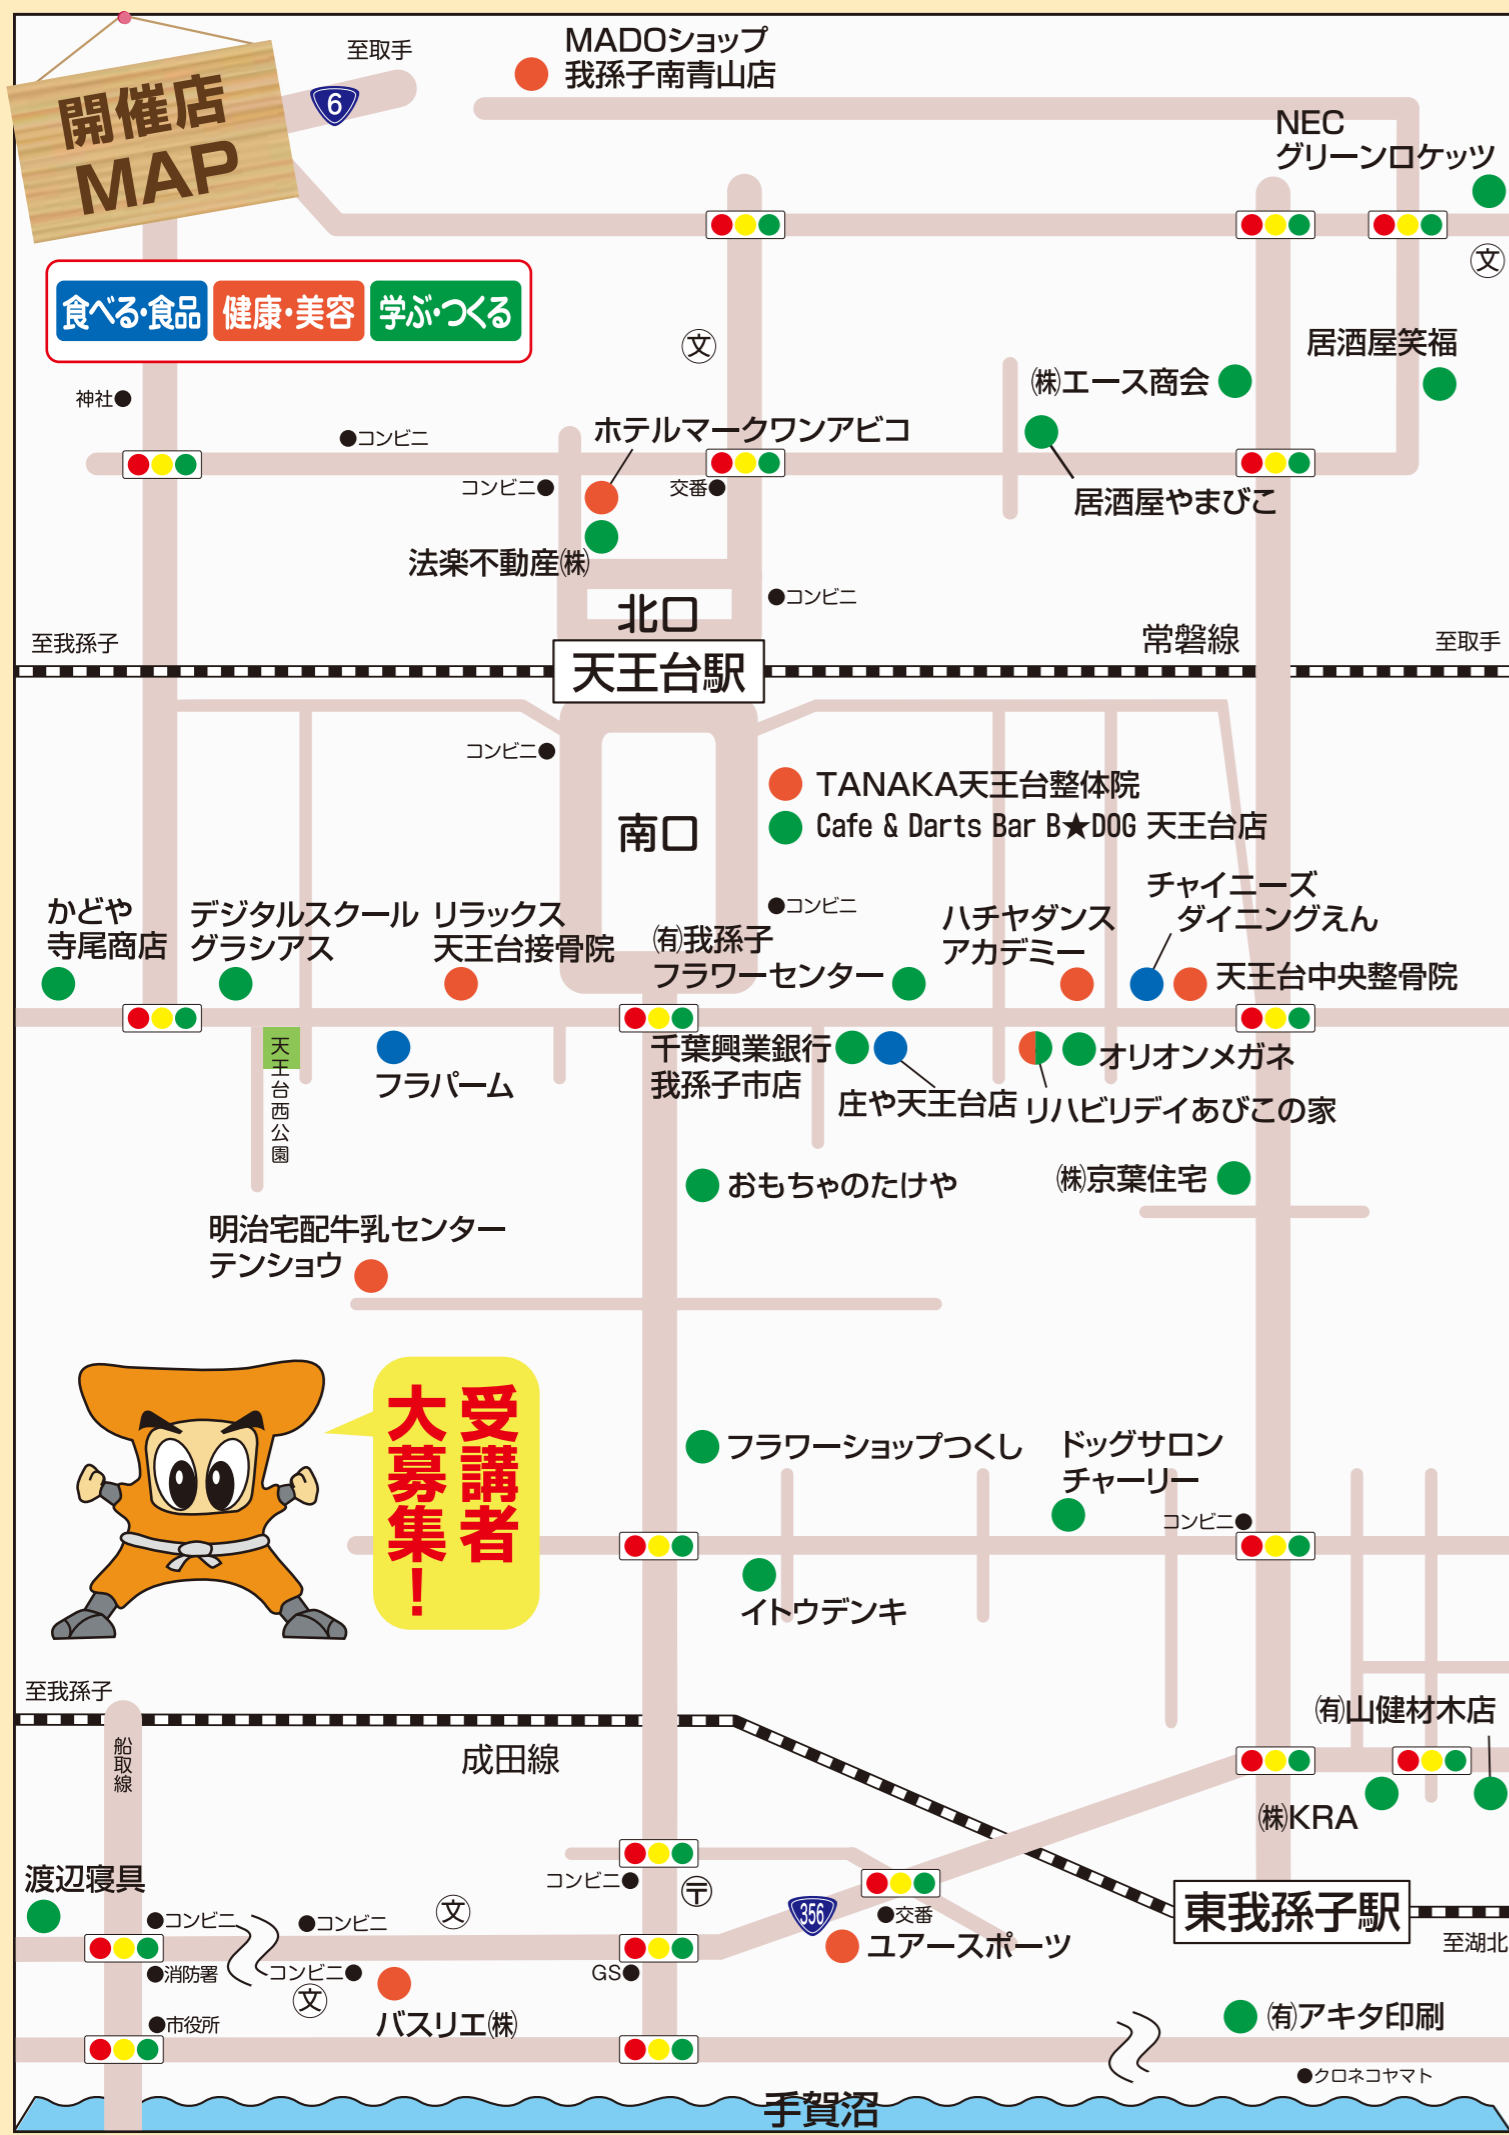 開催店
MAP
至取手
6
MADOショップ
我孫子南青山店
NEC
グリーンロケッツ
文
食べる・食品
健康・美容
学ぶ・つくる
文
居酒屋笑福
㈱エース商会
神社
コンビニ
ホテルマークワンアビコ
コンビニ
交番
居酒屋やまびこ
法楽不動産㈱
コンビニ
北口
至我孫子
天王台駅
常磐線
至取手
コンビニ
南口
TANAKA天王台整体院
Cafe & Darts Bar B★DOG 天王台店
コンビニ
かどや
寺尾商店
デジタルスクール
グラシアス
リラックス
天王台接骨院
㈲我孫子
フラワーセンター
ハチヤダンス
アカデミー
チャイニーズ
ダイニングえん
天王台中央整骨院
天王台西公園
フラパーム
千葉興業銀行
我孫子市店
庄や天王台店
オリオンメガネ
リハビリデイあびこの家
おもちゃのたけや
㈱京葉住宅
明治宅配牛乳センター
テンショウ
受講者
大募集!
フラワーショップつくし
ドッグサロン
チャーリー
コンビニ
イトウデンキ
至我孫子
船取線
成田線
㈲山健材木店
㈱KRA
渡辺寝具
コンビニ
コンビニ
文
コンビニ
〒
356
交番
ユアースポーツ
東我孫子駅
至湖北
消防署
コンビニ
文
GS
バスリエ㈱
市役所
㈲アキタ印刷
クロネコヤマト
手賀沼